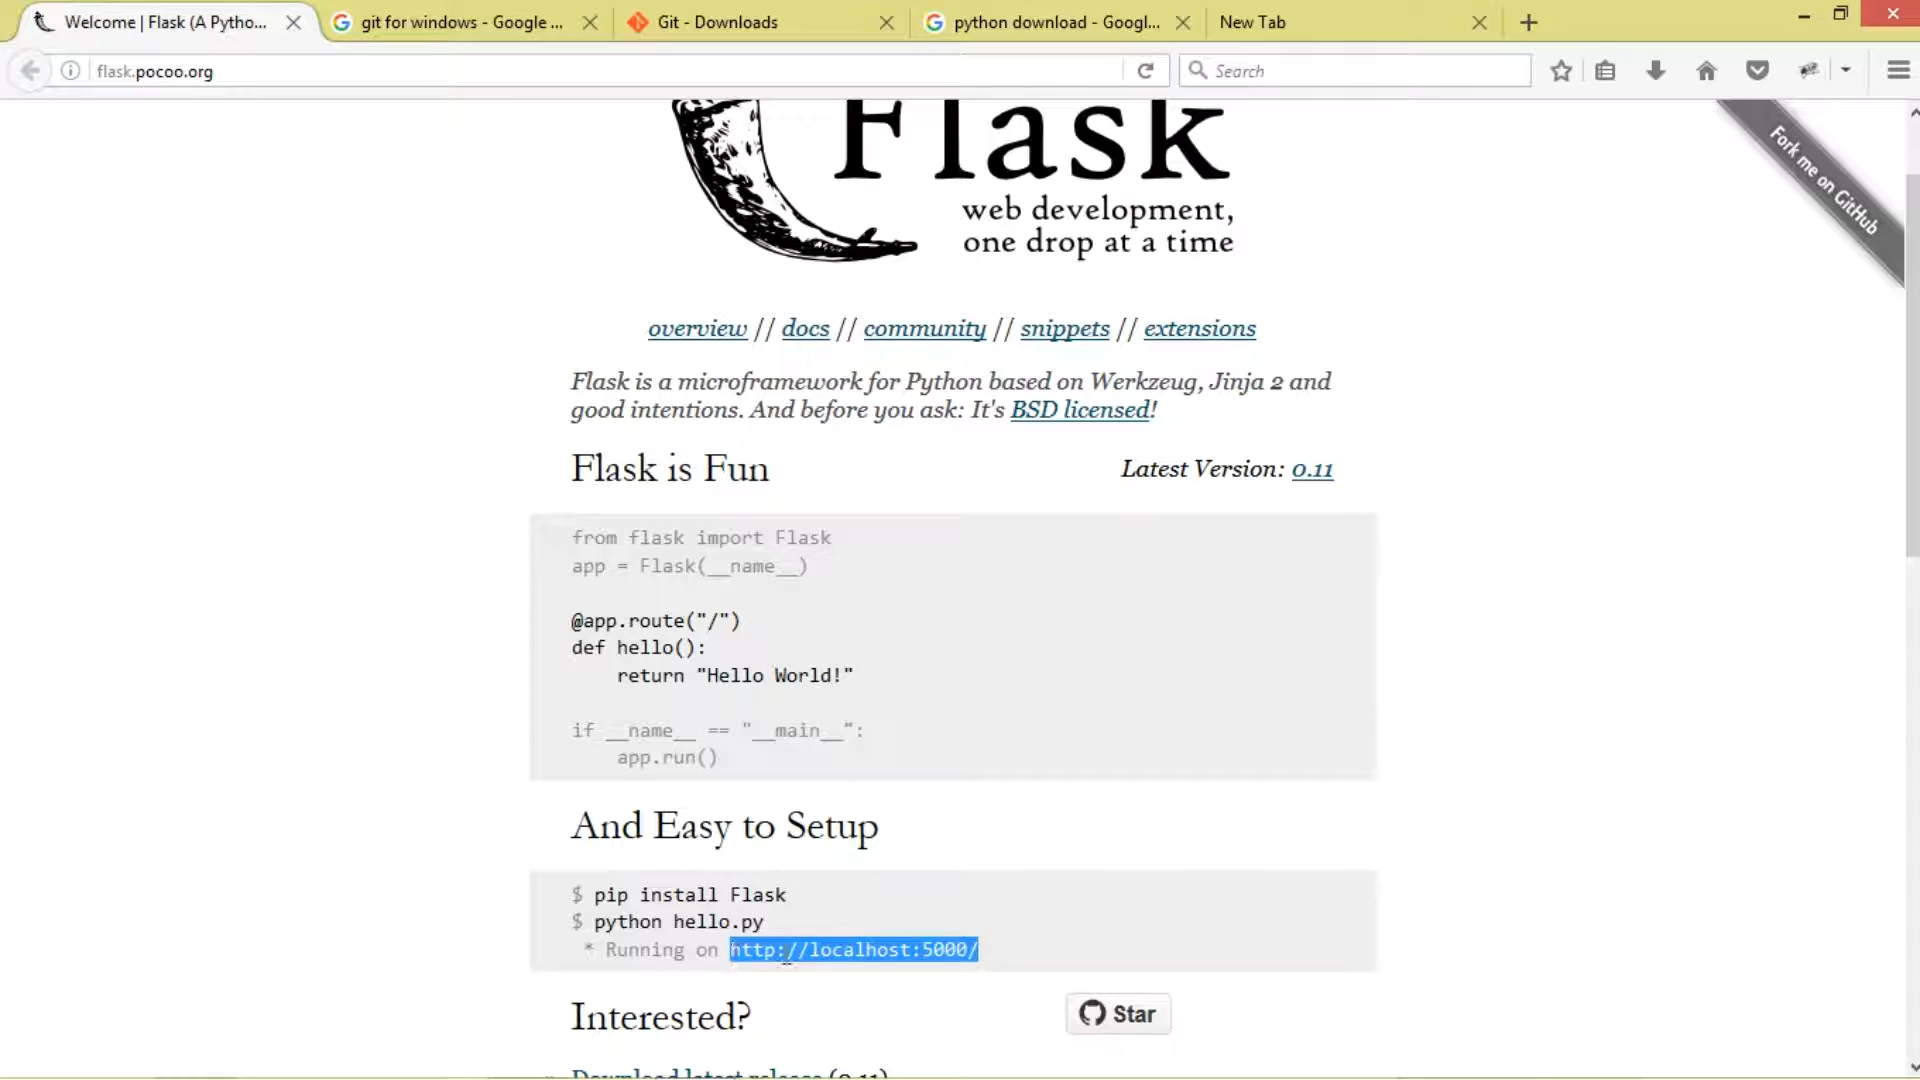 Welcome | Flask (A Pytho...
git for windows - Google ...
Git - Downloads
python download - Googl...
New Tab
flask.pocoo.org
Search
Flask
web development,
one drop at a time
Fork me on GitHub
overview // docs // community // snippets // extensions
Flask is a microframework for Python based on Werkzeug, Jinja 2 and
good intentions. And before you ask: It's BSD licensed!
Flask is Fun
Latest Version: 0.11
from flask import Flask
app = Flask(__name__)
@app.route("/")
def hello():
    return "Hello World!"
if __name__ == "__main__":
    app.run()
And Easy to Setup
$ pip install Flask
$ python hello.py
 * Running on http://localhost:5000/
Interested?
Star
Download latest release (0.11)